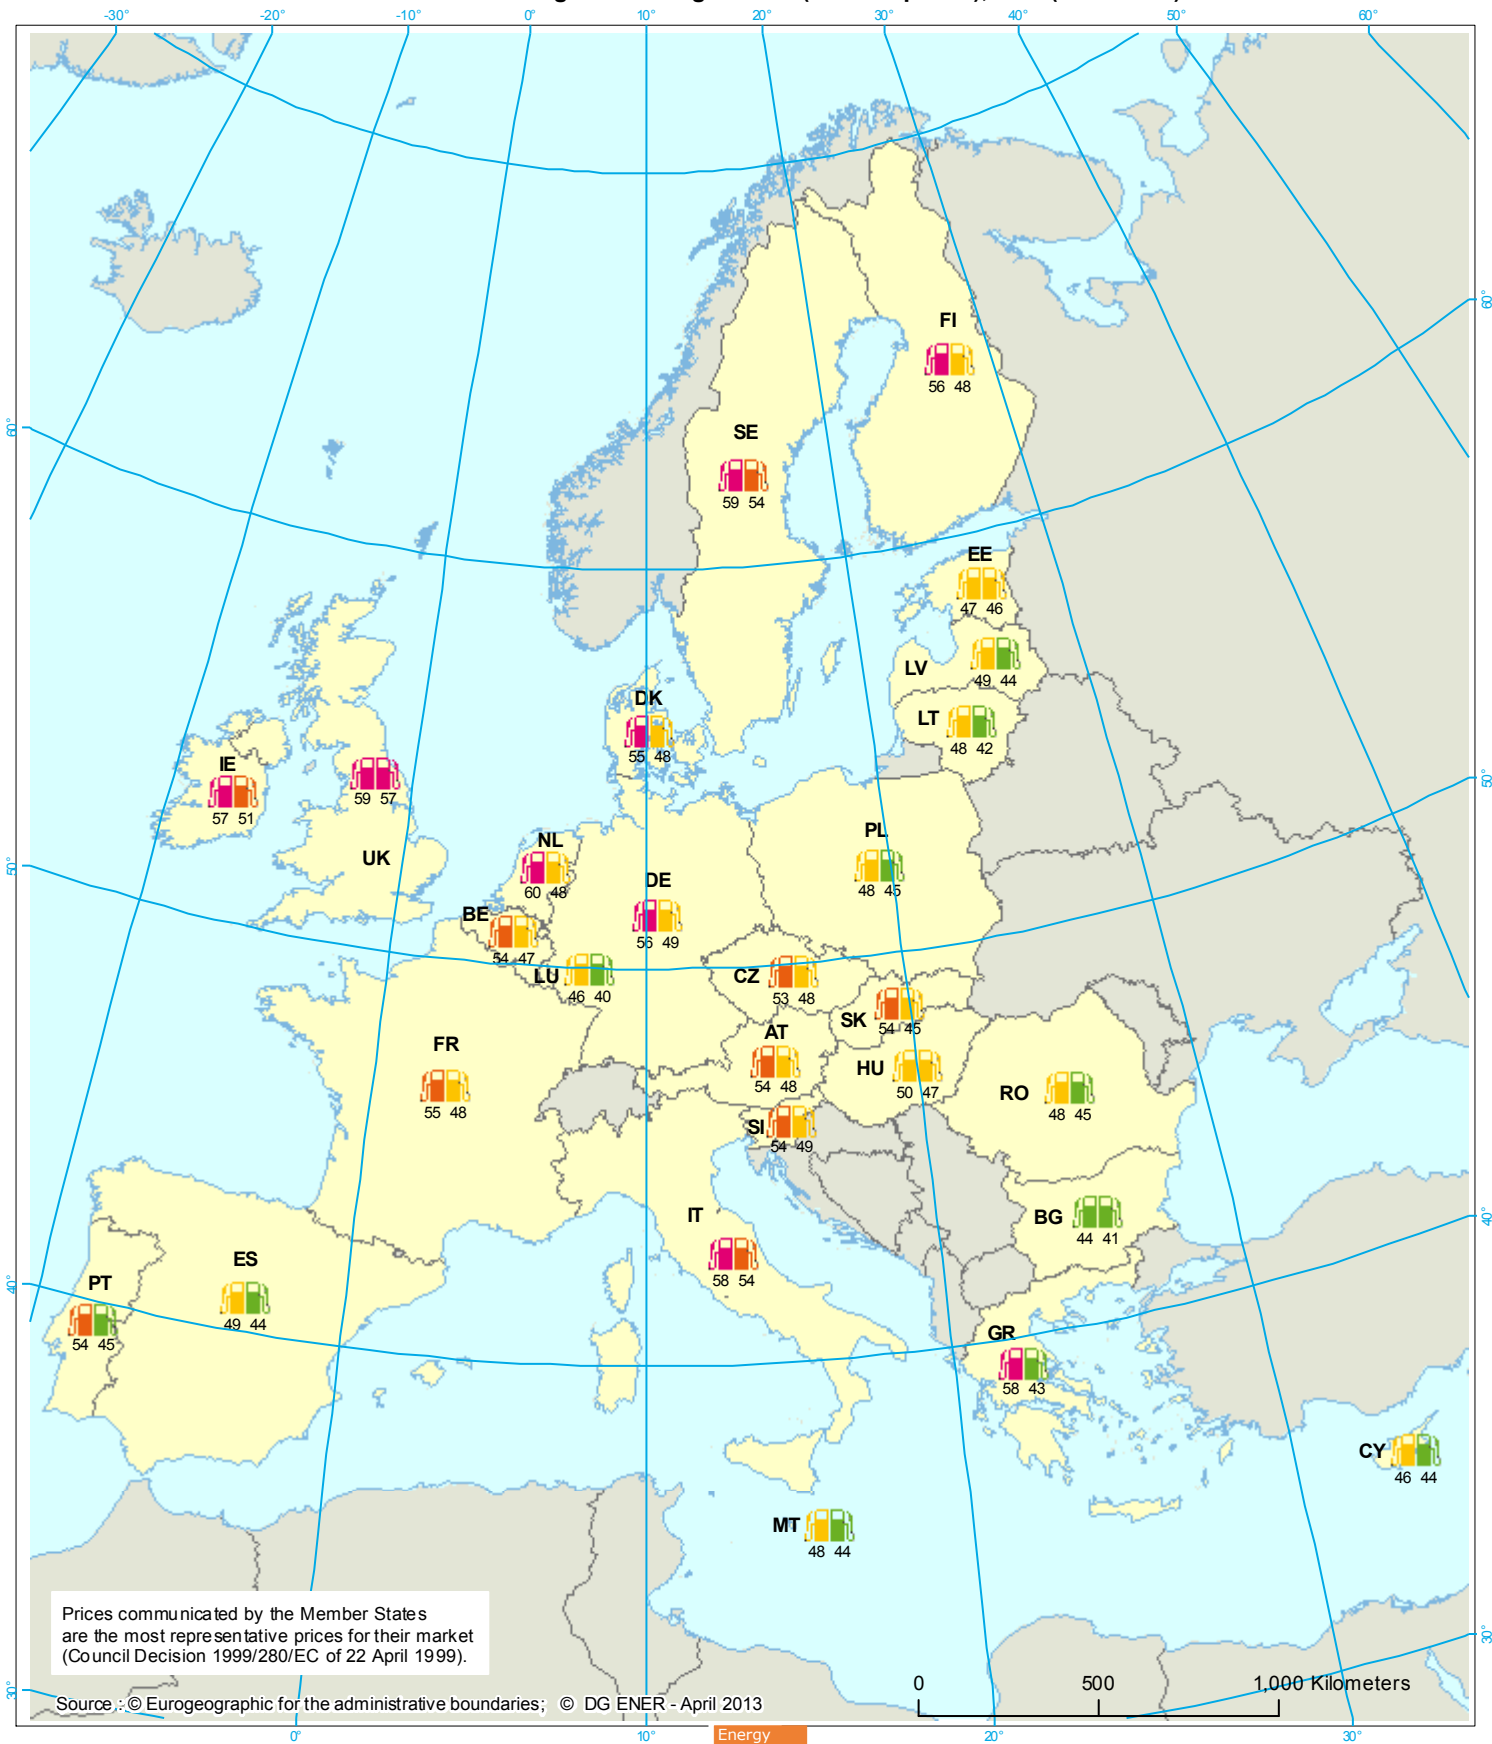 -30° -20° -10° 0° 10° 20° 30° 40° 50° 60°
FI
56 48
60°
SE
59 54
60°
EE
47 46
LV
49 44
DK
55 48
LT
48 42
IE
57 51
59 57
UK
50°
PL
48 45
NL
60 48
50°
DE
56 49
BE
54 47
LU
46 40
CZ
53 48
SK
54 45
AT
54 48
HU
50 47
FR
55 48
RO
48 45
SI
54 49
IT
58 54
BG
44 41
40°
ES
49 44
PT
54 45
40°
GR
58 43
CY
46 44
MT
48 44
Prices communicated by the Member States
are the most representative prices for their market
(Council Decision 1999/280/EC of 22 April 1999).
30°
30°
0 500 1,000 Kilometers
Source : © Eurogeographic for the administrative boundaries; © DG ENER - April 2013
0° 10° 20° 30°
Energy